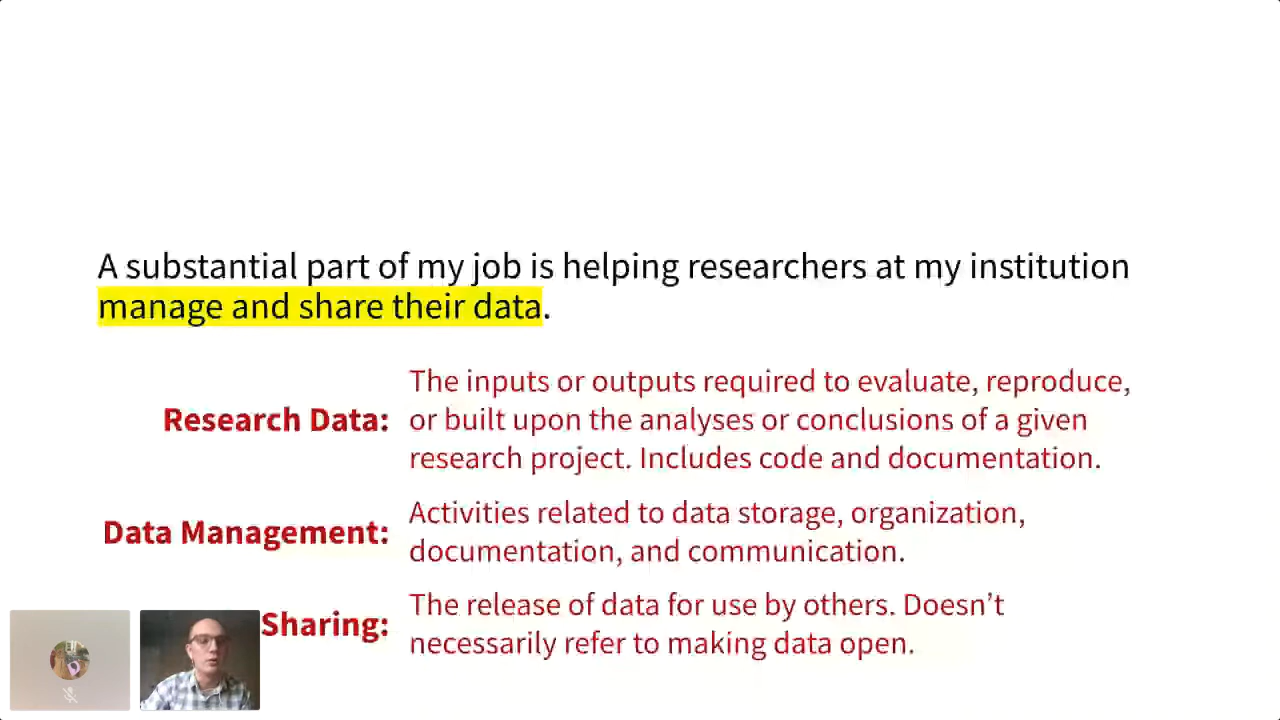 A substantial part of my job is helping researchers at my institution
manage and share their data.
The inputs or outputs required to evaluate, reproduce,
Research Data: or built upon the analyses or conclusions of a given
research project. Includes code and documentation.
Activities related to data storage, organization,
Data Management:
documentation, and communication.
The release of data for use by others. Doesn't
Sharing:
necessarily refer to making data open.